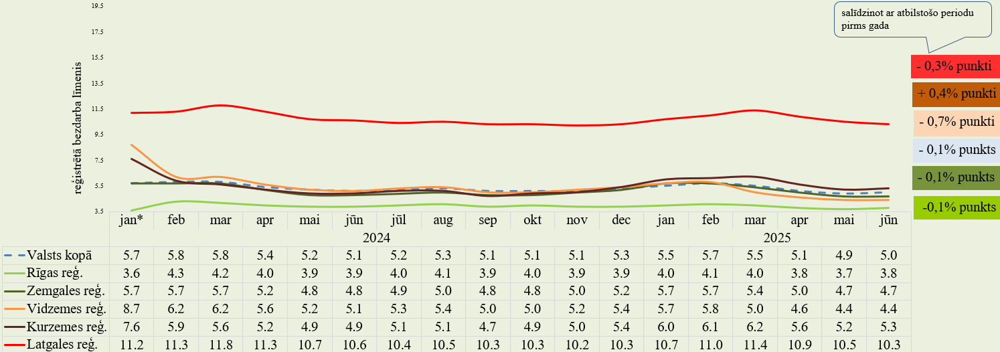 salīdzinot ar atbilstošo periodu
pirms gada
reģistrētā bezdarba līmenis
19.5
17.5
15.5
13.5
11.5
9.5
7.5
5.5
3.5
- 0,3% punkti
+ 0,4% punkti
- 0,7% punkti
- 0,1% punkts
- 0,1% punkts
-0,1% punkts
jan* feb mar apr mai jūn jūl aug sep okt nov dec jan feb mar apr mai jūn
2024 2025
Valsts kopā 5.7 5.8 5.8 5.4 5.2 5.1 5.2 5.3 5.1 5.1 5.1 5.3 5.5 5.7 5.5 5.1 4.9 5.0
Rīgas reģ. 3.6 4.3 4.2 4.0 3.9 3.9 4.0 4.1 3.9 4.0 3.9 3.9 4.0 4.1 4.0 3.8 3.7 3.8
Zemgales reģ. 5.7 5.7 5.7 5.2 4.8 4.8 4.9 5.0 4.8 4.8 5.0 5.2 5.7 5.7 5.4 5.0 4.7 4.7
Vidzemes reģ. 8.7 6.2 6.2 5.6 5.2 5.1 5.3 5.4 5.0 5.0 5.2 5.4 5.7 5.8 5.0 4.6 4.4 4.4
Kurzemes reģ. 7.6 5.9 5.6 5.2 4.9 4.9 5.1 5.1 4.7 4.9 5.0 5.4 6.0 6.1 6.2 5.6 5.2 5.3
Latgales reģ. 11.2 11.3 11.8 11.3 10.7 10.6 10.4 10.5 10.3 10.3 10.2 10.3 10.7 11.0 11.4 10.9 10.5 10.3